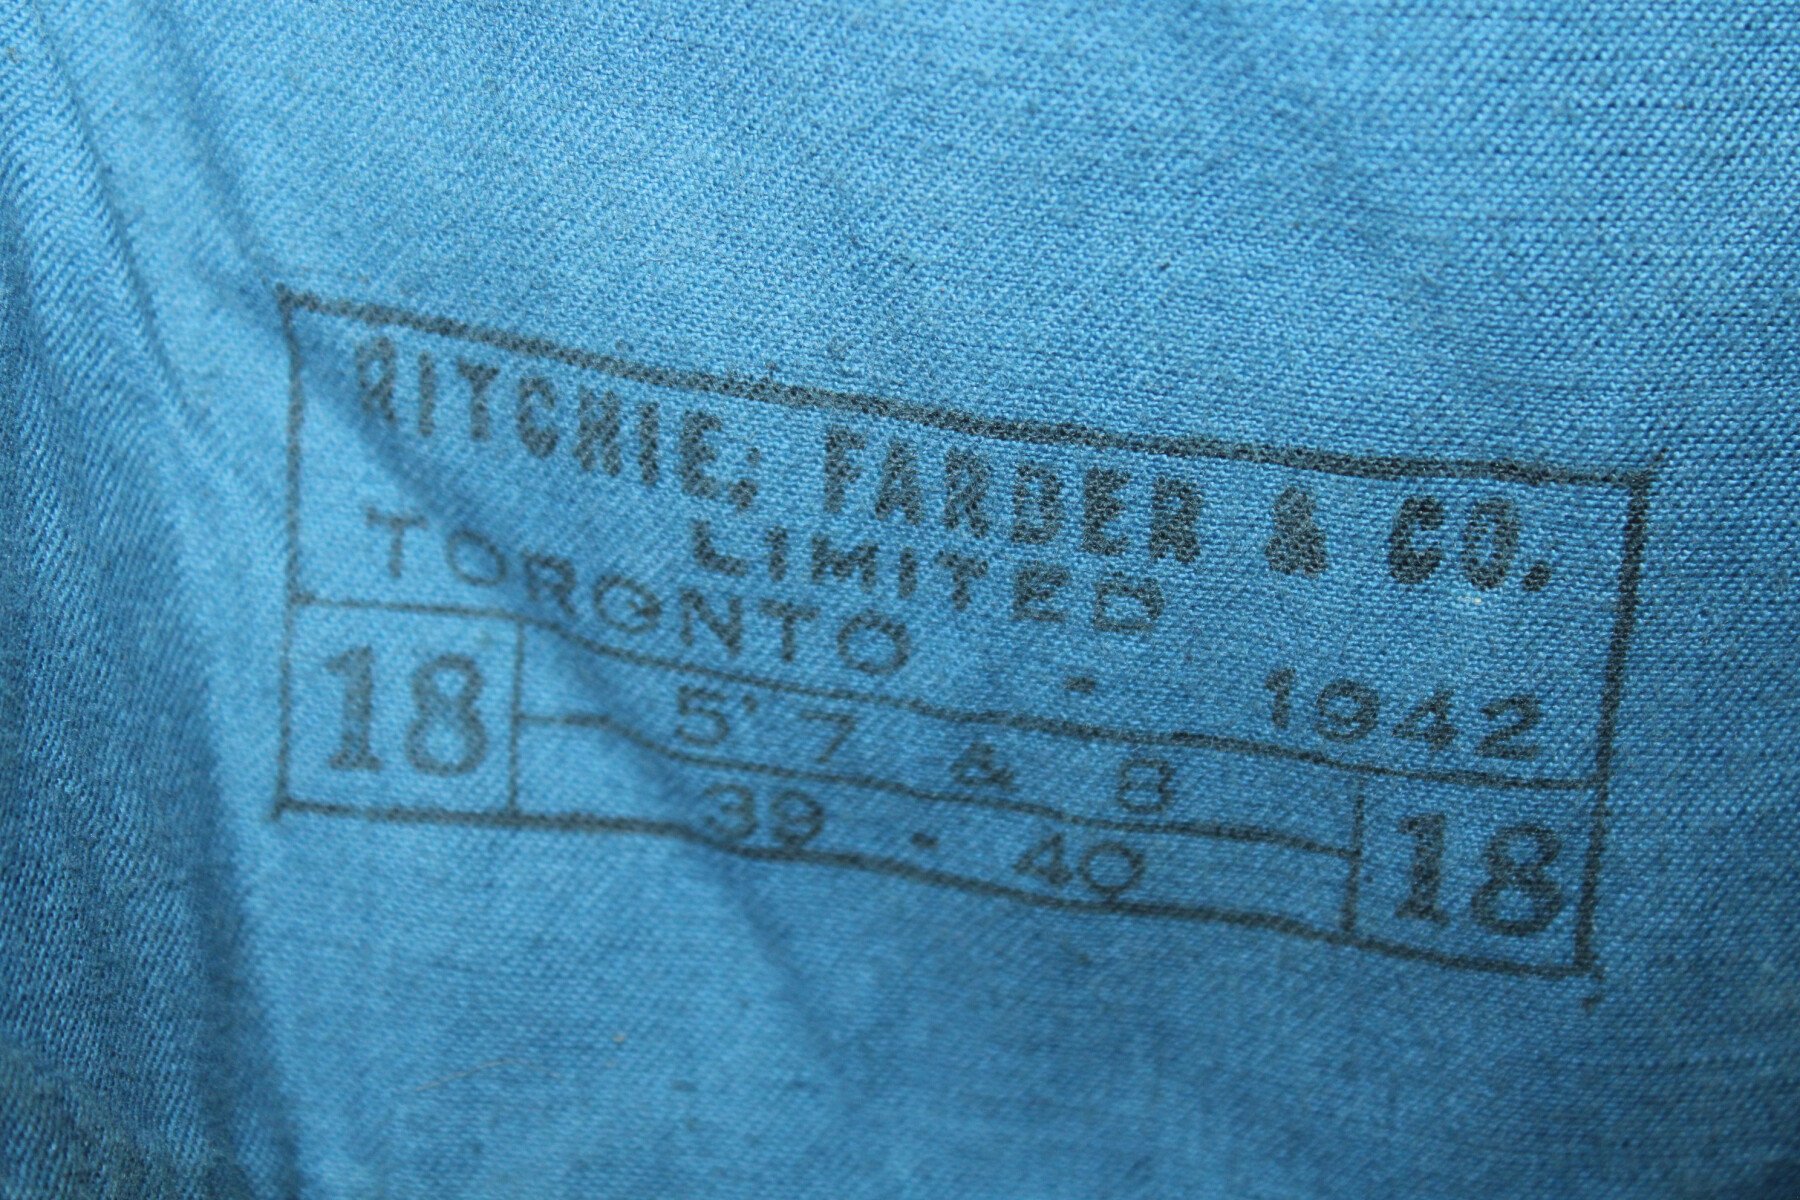 RITCHIE; FARDER & CO.
LIMITED
TORONTO - 1942
18 5' 7 & 8 18
39 - 40